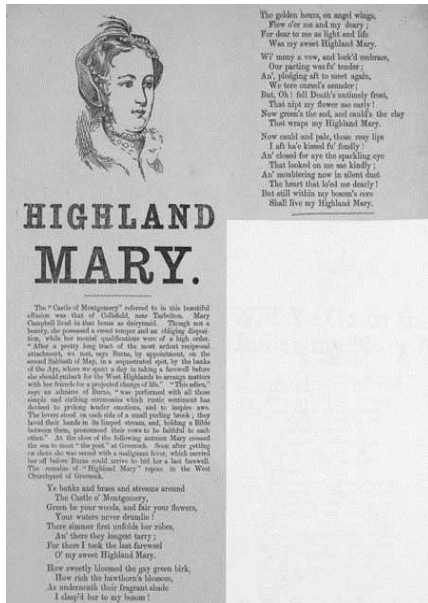 HIGHLAND
MARY.
The "Castle of Montgomery" referred to in this beautiful
effusion was that of Coilsfield, near Tarbolton. Mary
Campbell lived in that house as dairymaid. Though not a
beauty, she possessed a sweet temper and an obliging disposi-
tion, while her mental qualifications were of a high order.
"After a pretty long tract of the most ardent reciprocal
attachment, we met, says Burns, by appointment, on the
second Sabbath of May, in a sequestrated spot, by the banks
of the Ayr, where we spent a day in taking a farewell before
she should embark for the West Highlands to arrange matters
with her friends for a projected change of life." "This adieu,"
says an admirer of Burns, "was performed with all those
simple and striking ceremonies which rustic sentiment has
devised to prolong tender emotions, and to inspire awe.
The lovers stood on each side of a small purling brook; they
laved their hands in its limped stream, and, holding a Bible
between them, pronounced their vows to be faithful to each
other." At the close of the following autumn Mary crossed
the sea to meet "the poet" at Greenock. Soon after getting
on shore she was seized with a malignant fever, which carried
her off before Burns could arrive to bid her a last farewell.
The remains of "Highland Mary" repose in the West
Churchyard of Greenock.
Ye banks and braes and streams around
The Castle o' Montgomery,
Green be your woods, and fair your flowers,
Your waters never drumlie!
There simmer first unfolds her robes,
An' there they longest tarry;
For there I took the last fareweel
O' my sweet Highland Mary.
How sweetly bloomed the gay green birk,
How rich the hawthorn's blossom,
As underneath their fragrant shade
I clasp'd her to my bosom!
The golden hours, on angel wings,
Flew o'er me and my deary;
For dear to me as light and life
Was my sweet Highland Mary.
Wi' mony a vow, and lock'd embrace,
Our parting was fu' tender;
An', pledging aft to meet again,
We tore oursel's asunder;
But, Oh! fell Death's untimely frost,
That nipt my flower sae early!
Now green's the sod, and cauld's the clay
That wraps my Highland Mary.
Now cauld and pale, those rosy lips
I aft ha'e kissed fu' fondly!
An' closed for aye the sparkling eye
That looked on me sae kindly;
An' mouldering now in silent dust
The heart that lo'ed me dearly!
But still within my bosom's core
Shall live my Highland Mary.